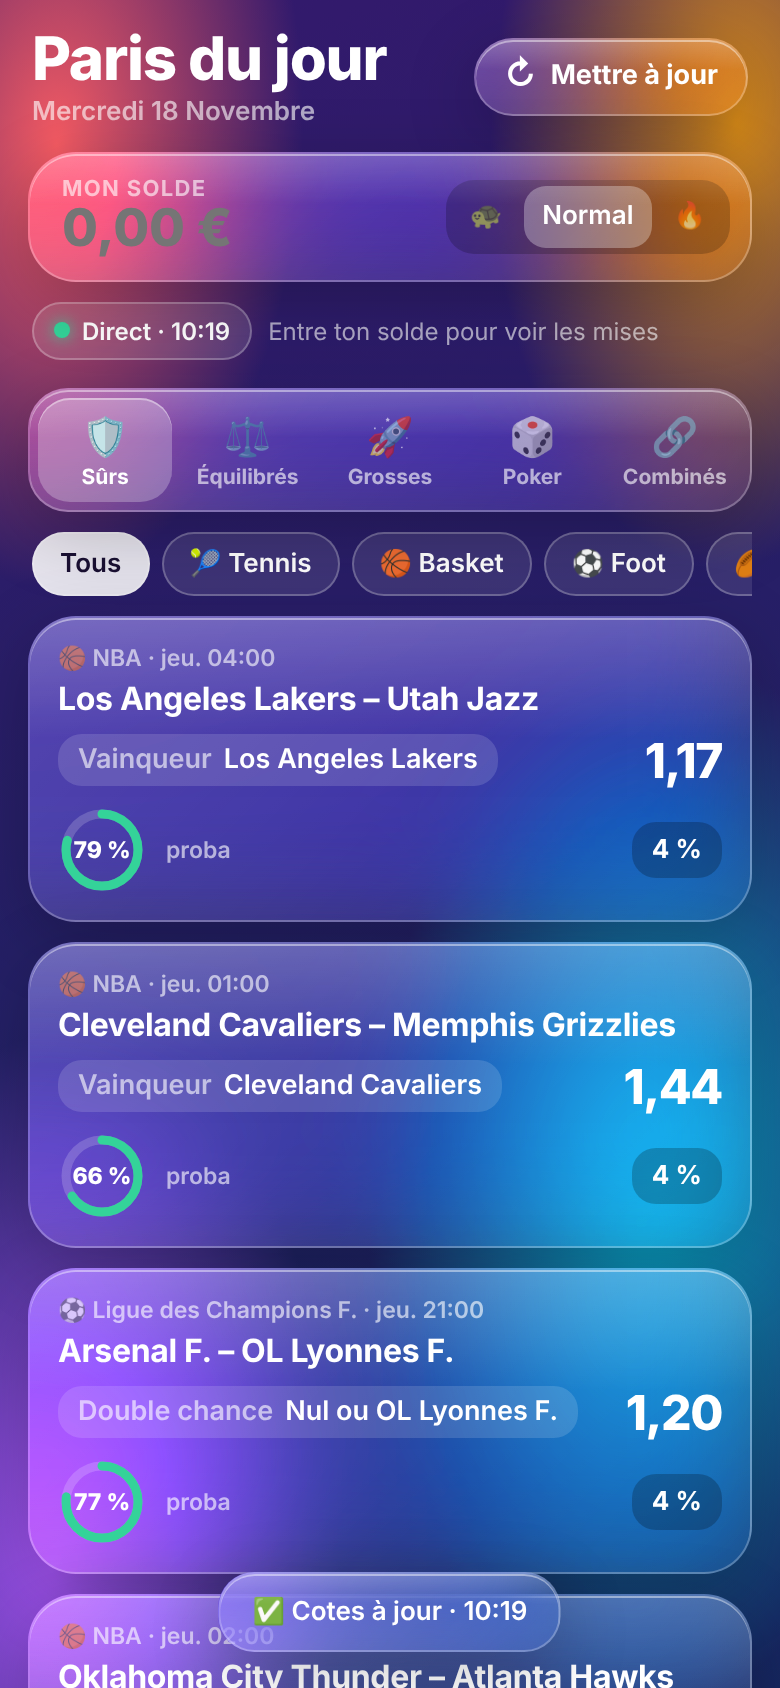 Paris du jour
Mettre à jour
Mercredi 18 Novembre
MON SOLDE
0,00 €
Normal
Direct · 10:19
Entre ton solde pour voir les mises
Sûrs
Équilibrés
Grosses
Poker
Combinés
Tous
Tennis
Basket
Foot
NBA · jeu. 04:00
Los Angeles Lakers – Utah Jazz
Vainqueur Los Angeles Lakers
1,17
79 %
proba
4 %
NBA · jeu. 01:00
Cleveland Cavaliers – Memphis Grizzlies
Vainqueur Cleveland Cavaliers
1,44
66 %
proba
4 %
Ligue des Champions F. · jeu. 21:00
Arsenal F. – OL Lyonnes F.
Double chance Nul ou OL Lyonnes F.
1,20
77 %
proba
4 %
Cotes à jour · 10:19
NBA · jeu. 02:00
Oklahoma City Thunder – Atlanta Hawks